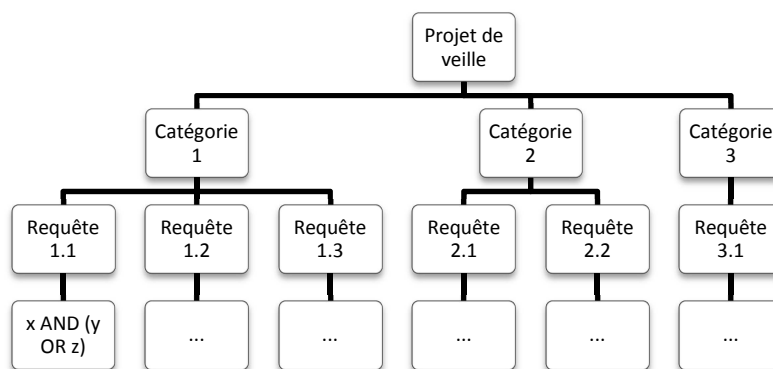 Projet de
veille
Catégorie
1
Catégorie
2
Catégorie
3
Requête
1.1
Requête
1.2
Requête
1.3
Requête
2.1
Requête
2.2
Requête
3.1
x AND (y
OR z)
...
...
...
...
...